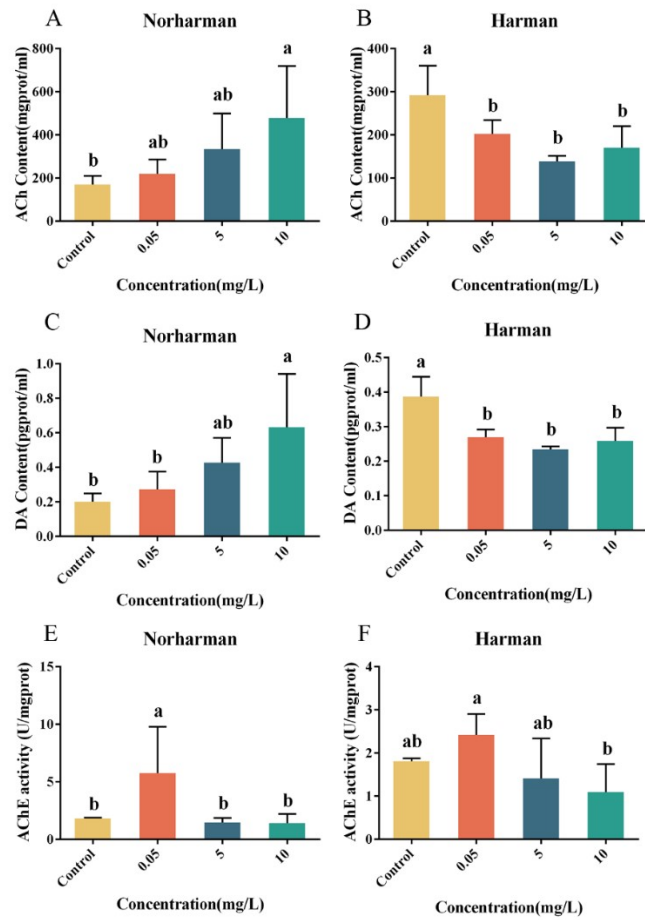 A
Norharman
ACh Content(mgprot/ml)
800
600
400
200
0
b
ab
ab
a
Control
0.05
5
10
Concentration(mg/L)
B
Harman
ACh Content(mgprot/ml)
400
300
200
100
0
a
b
b
b
Control
0.05
5
10
Concentration(mg/L)
C
Norharman
DA Content(pgprot/ml)
1.0
0.8
0.6
0.4
0.2
0.0
b
b
ab
a
Control
0.05
5
10
Concentration(mg/L)
D
Harman
DA Content(pgprot/ml)
0.5
0.4
0.3
0.2
0.1
0.0
a
b
b
b
Control
0.05
5
10
Concentration(mg/L)
E
Norharman
AChE activity (U/mgprot)
15
10
5
0
b
a
b
b
Control
0.05
5
10
Concentration(mg/L)
F
Harman
AChE activity (U/mgprot)
4
3
2
1
0
ab
a
ab
b
Control
0.05
5
10
Concentration(mg/L)